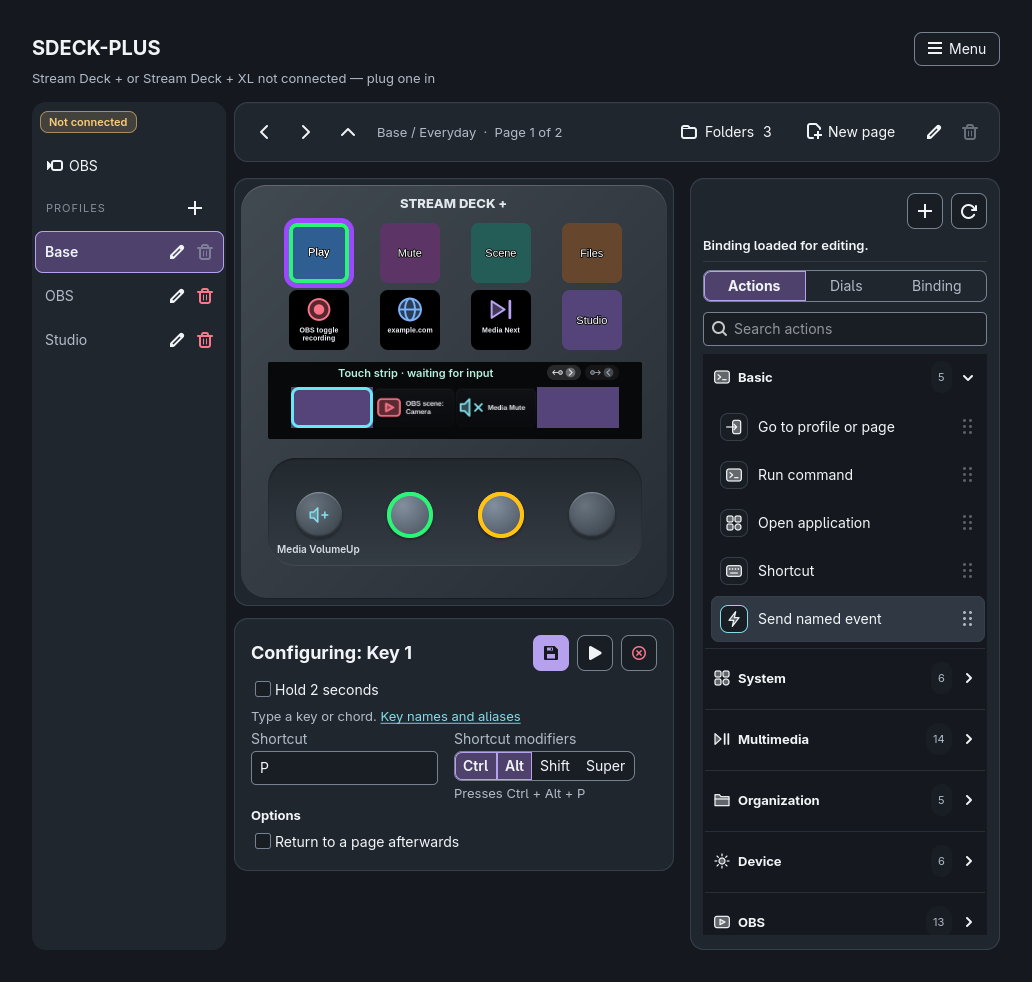 SDECK-PLUS
Menu
Stream Deck + or Stream Deck + XL not connected — plug one in
Not connected
OBS
PROFILES
Base
OBS
Studio
Base / Everyday · Page 1 of 2
Folders 3
New page
STREAM DECK +
Play
Mute
Scene
Files
OBS toggle
recording
example.com
Media Next
Studio
Touch strip · waiting for input
OBS scene:
Camera
Media Mute
Media VolumeUp
Configuring: Key 1
Hold 2 seconds
Type a key or chord. Key names and aliases
Shortcut
P
Shortcut modifiers
Ctrl Alt Shift Super
Presses Ctrl + Alt + P
Options
Return to a page afterwards
Binding loaded for editing.
Actions Dials Binding
Search actions
Basic 5
Go to profile or page
Run command
Open application
Shortcut
Send named event
System 6
Multimedia 14
Organization 5
Device 6
OBS 13